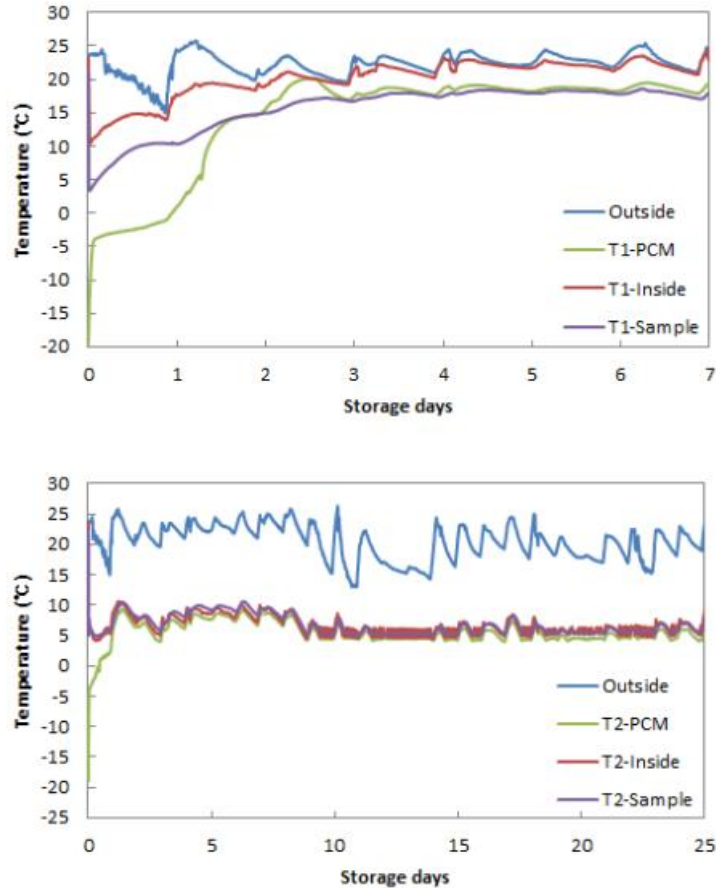 30
25
20
15
10
5
0
-5
-10
-15
-20
Temperature (℃)
Outside
T1-PCM
T1-Inside
T1-Sample
0 1 2 3 4 5 6 7
Storage days
30
25
20
15
10
5
0
-5
-10
-15
-20
-25
Temperature (℃)
Outside
T2-PCM
T2-Inside
T2-Sample
0 5 10 15 20 25
Storage days